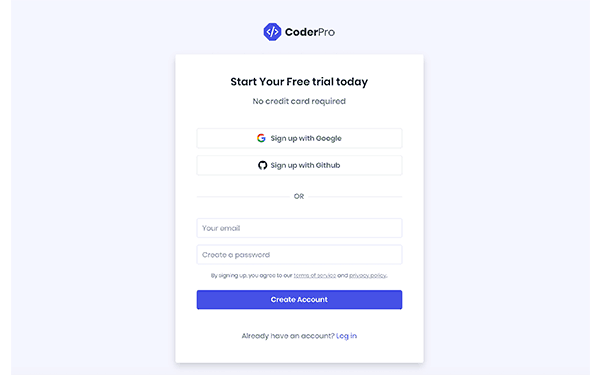 CoderPro
Start Your Free trial today
No credit card required
Sign up with Google
Sign up with Github
OR
Your email
Create a password
By signing up, you agree to our terms of service and privacy policy.
Create Account
Already have an account? Log in